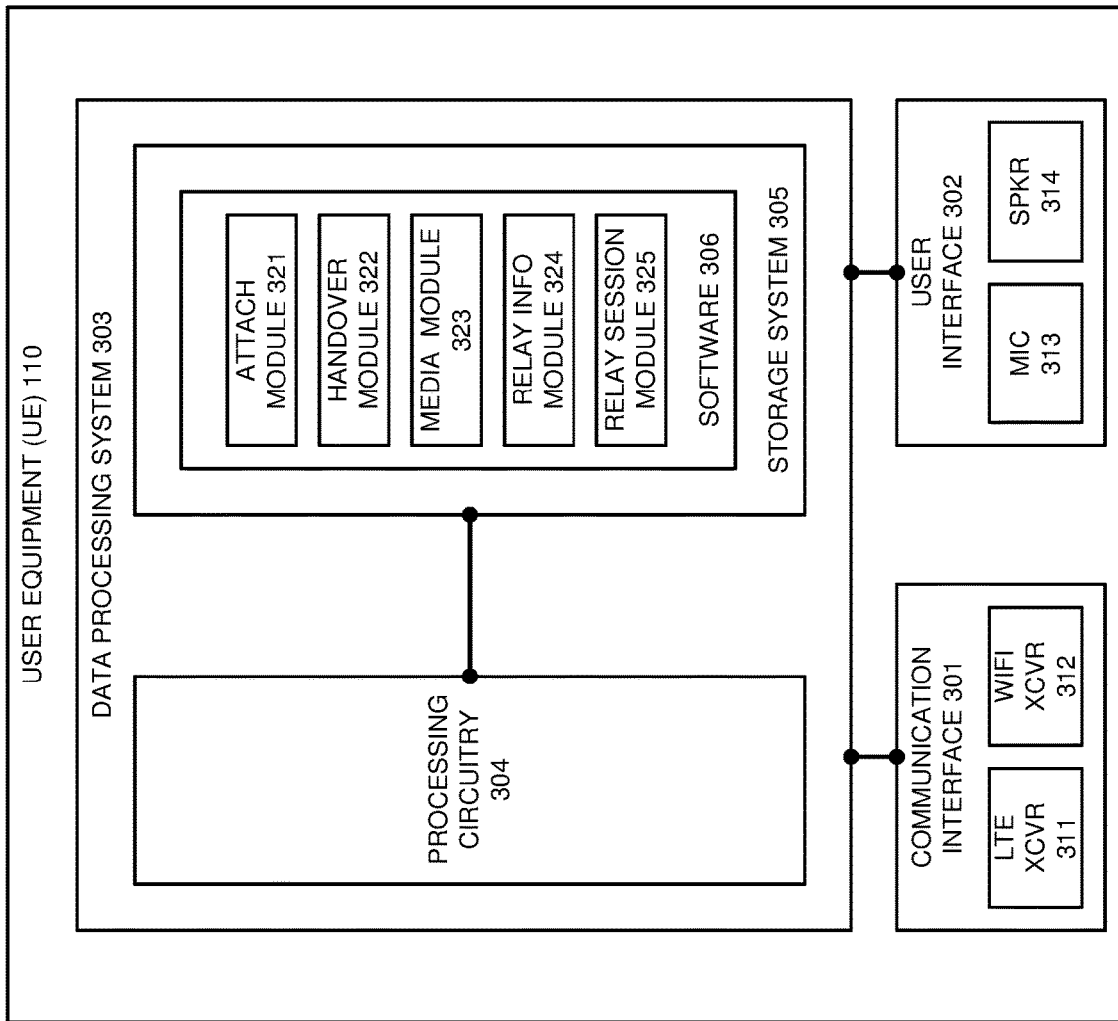 USER EQUIPMENT (UE) 110
DATA PROCESSING SYSTEM 303
PROCESSING
CIRCUITRY
304
ATTACH
MODULE 321
HANDOVER
MODULE 322
MEDIA MODULE
323
RELAY INFO
MODULE 324
RELAY SESSION
MODULE 325
SOFTWARE 306
STORAGE SYSTEM 305
COMMUNICATION
INTERFACE 301
LTE
XCVR
311
WIFI
XCVR
312
USER
INTERFACE 302
MIC
313
SPKR
314